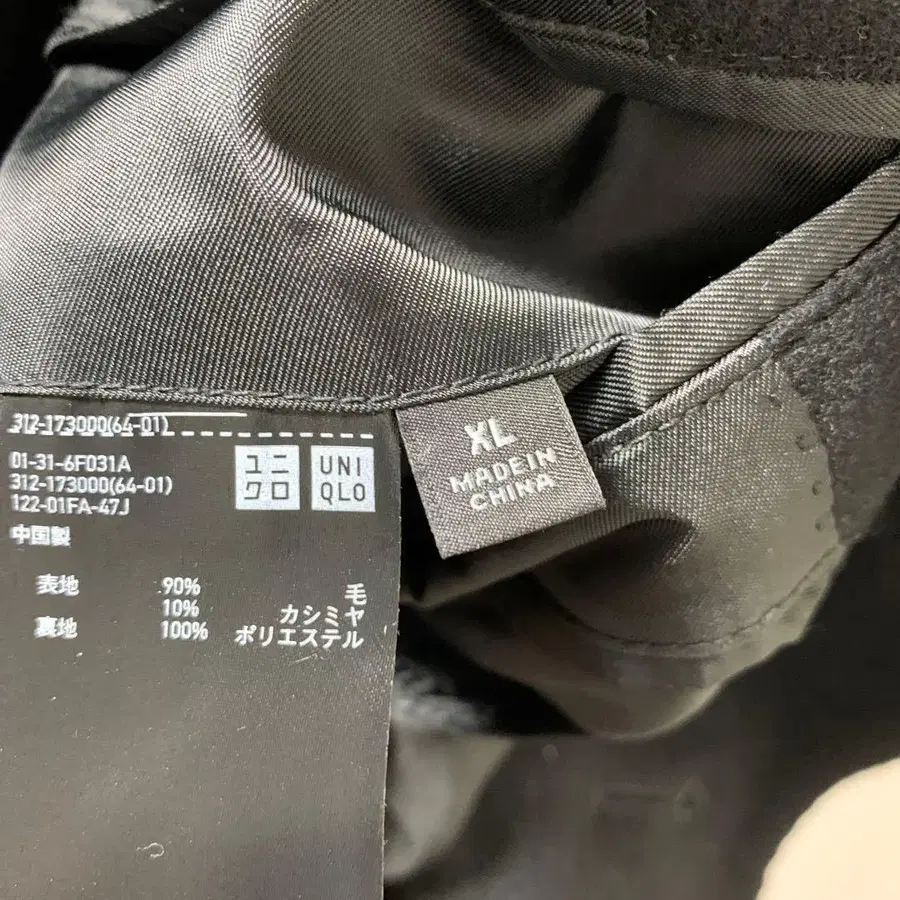 312-173000(64-01)
01-31-6F031A
312-173000(64-01)
122-01FA-47J
ユニ
クロ
UNI
QLO
中国製
表地 90% 毛
10% カシミヤ
裏地 100% ポリエステル
XL
MADE IN
CHINA